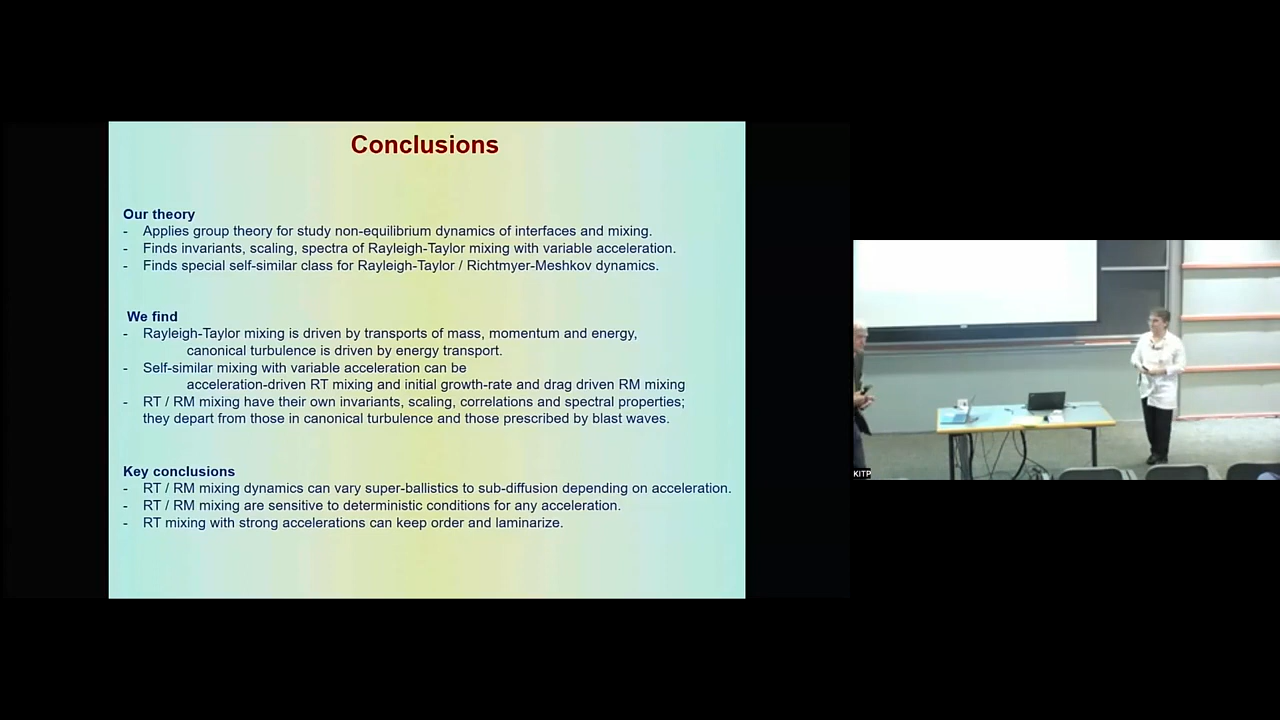 Conclusions
Our theory
- Applies group theory for study non-equilibrium dynamics of interfaces and mixing.
- Finds invariants, scaling, spectra of Rayleigh-Taylor mixing with variable acceleration.
- Finds special self-similar class for Rayleigh-Taylor / Richtmyer-Meshkov dynamics.
We find
- Rayleigh-Taylor mixing is driven by transports of mass, momentum and energy,
canonical turbulence is driven by energy transport.
- Self-similar mixing with variable acceleration can be
acceleration-driven RT mixing and initial growth-rate and drag driven RM mixing
- RT / RM mixing have their own invariants, scaling, correlations and spectral properties;
they depart from those in canonical turbulence and those prescribed by blast waves.
Key conclusions
- RT / RM mixing dynamics can vary super-ballistics to sub-diffusion depending on acceleration.
- RT / RM mixing are sensitive to deterministic conditions for any acceleration.
- RT mixing with strong accelerations can keep order and laminarize.
KITP